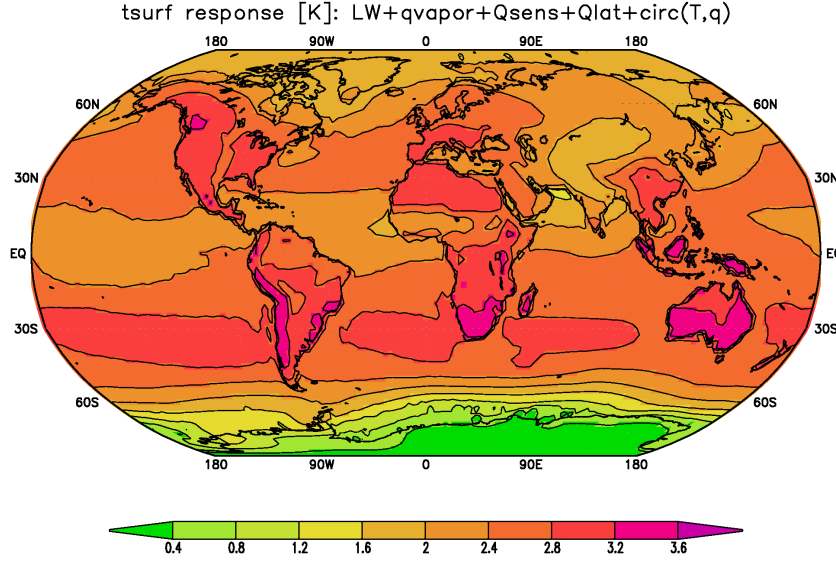 tsurf response [K]: LW+qvapor+Qsens+Qlat+circ(T,q)
180 90W 0 90E 180
60N 60N
30N 30N
EQ EQ
30S 30S
60S 60S
180 90W 0 90E 180
0.4 0.8 1.2 1.6 2 2.4 2.8 3.2 3.6